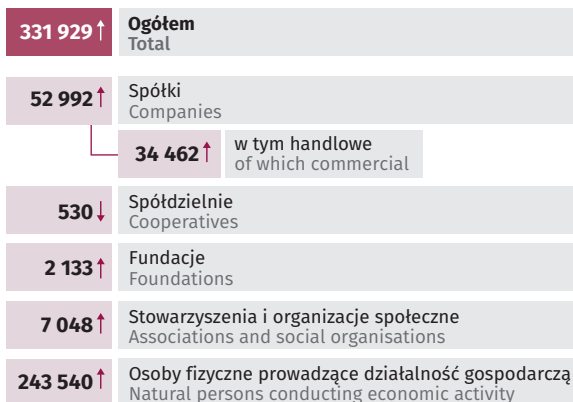 331 929↑ Ogółem
Total
52 992↑ Spółki
Companies
34 462↑ w tym handlowe
of which commercial
530↓ Spółdzielnie
Cooperatives
2 133↑ Fundacje
Foundations
7 048↑ Stowarzyszenia i organizacje społeczne
Associations and social organisations
243 540↑ Osoby fizyczne prowadzące działalność gospodarczą
Natural persons conducting economic activity